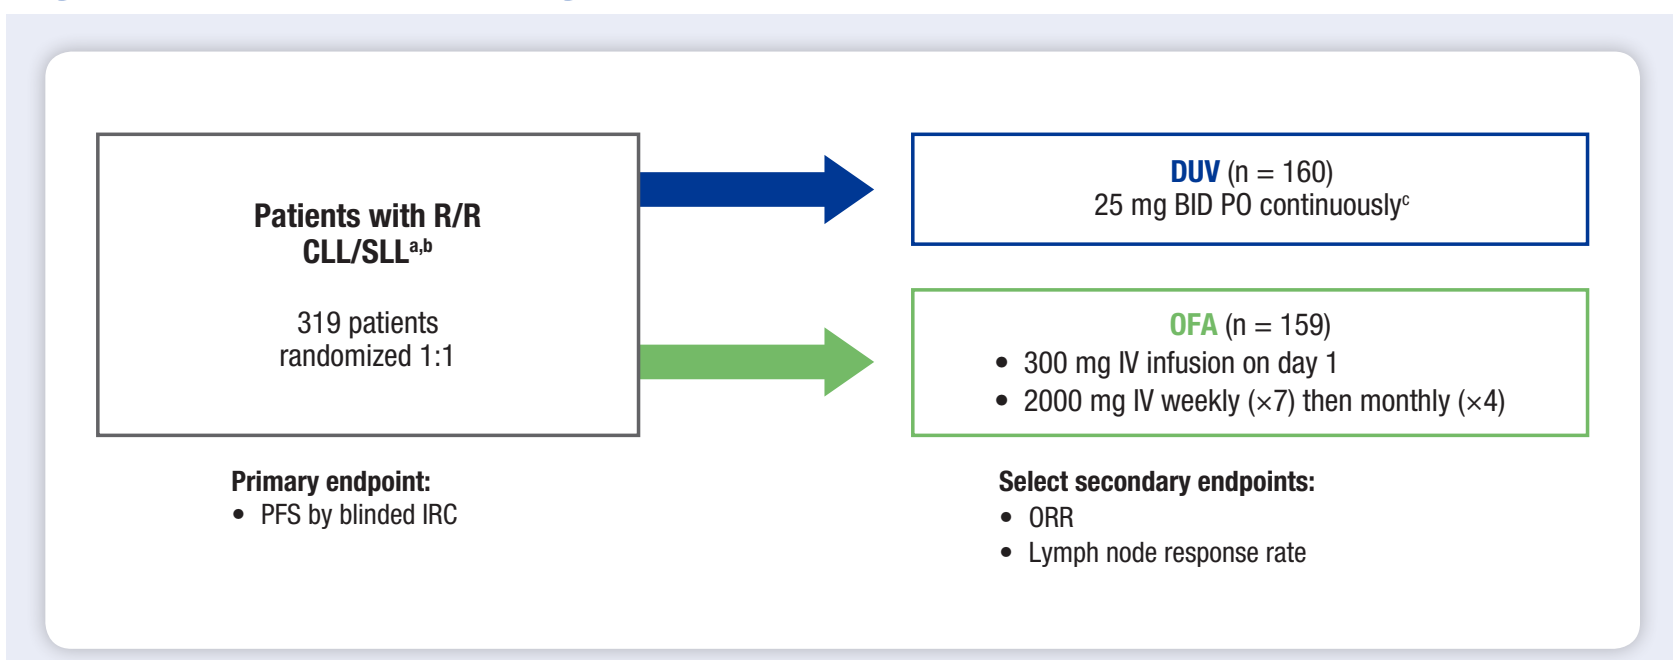 Patients with R/R
CLL/SLLᵃ,ᵇ
319 patients
randomized 1:1
DUV (n = 160)
25 mg BID PO continuouslyᶜ
OFA (n = 159)
• 300 mg IV infusion on day 1
• 2000 mg IV weekly (×7) then monthly (×4)
Primary endpoint:
• PFS by blinded IRC
Select secondary endpoints:
• ORR
• Lymph node response rate